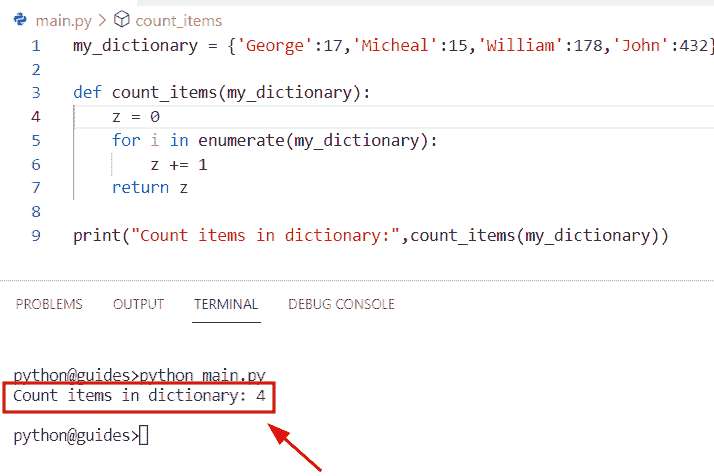 main.py > count_items
1 my_dictionary = {'George':17,'Micheal':15,'William':178,'John':432}
2
3 def count_items(my_dictionary):
4 z = 0
5 for i in enumerate(my_dictionary):
6 z += 1
7 return z
8
9 print("Count items in dictionary:",count_items(my_dictionary))
PROBLEMS OUTPUT TERMINAL DEBUG CONSOLE
python@guides>python main.py
Count items in dictionary: 4
python@guides>